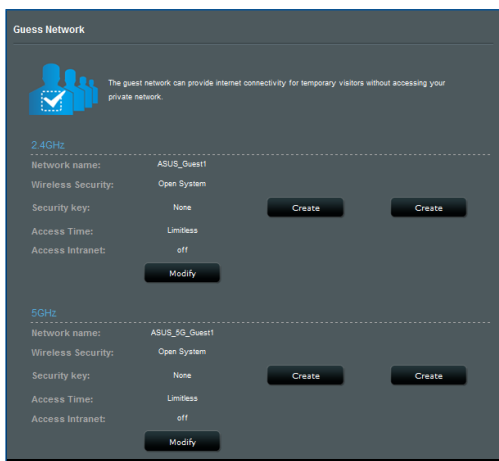 Guess Network
The guest network can provide internet connectivity for temporary visitors without accessing your
private network.
2.4GHz
Network name: ASUS_Guest1
Wireless Security: Open System
Security key: None Create Create
Access Time: Limitless
Access Intranet: off
Modify
5GHz
Network name: ASUS_5G_Guest1
Wireless Security: Open System
Security key: None Create Create
Access Time: Limitless
Access Intranet: off
Modify